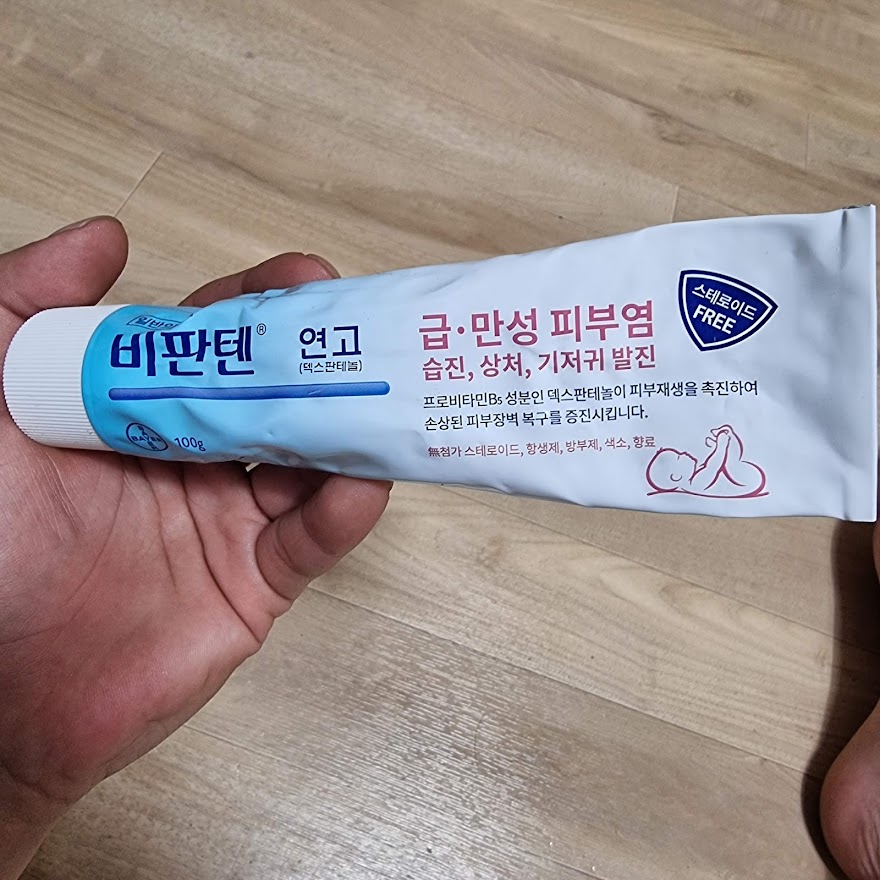 일반의
비판텐®
연고
(덱스판테놀)
BAYER
100g
급·만성 피부염
습진, 상처, 기저귀 발진
스테로이드
FREE
프로비타민B5 성분인 덱스판테놀이 피부재생을 촉진하여
손상된 피부장벽 복구를 증진시킵니다.
無첨가 스테로이드, 항생제, 방부제, 색소, 향료